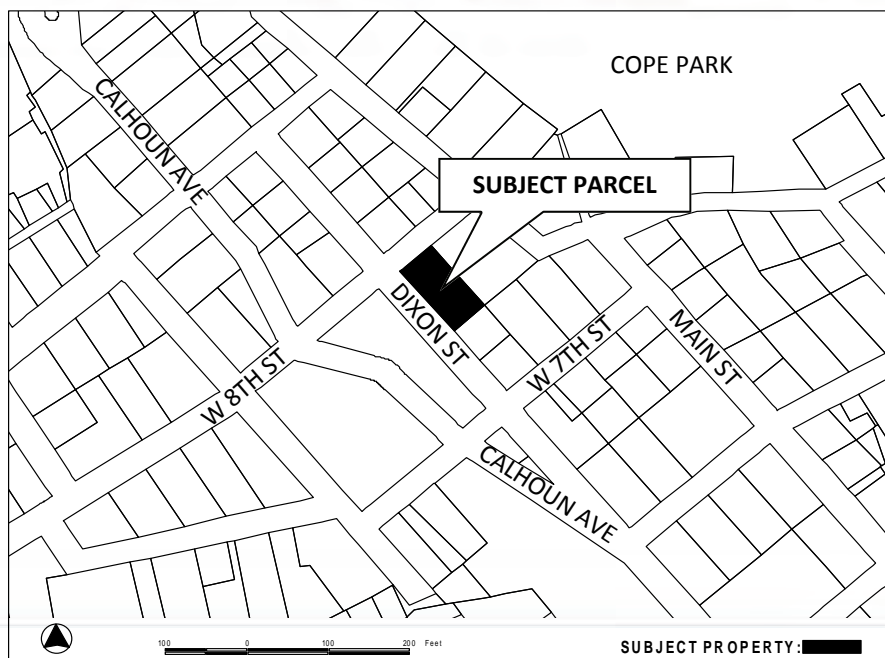 COPE PARK
CALHOUN AVE
SUBJECT PARCEL
DIXON ST
MAIN ST
W 7TH ST
W 8TH ST
CALHOUN AVE
100 0 100 200 Feet
SUBJECT PROPERTY: